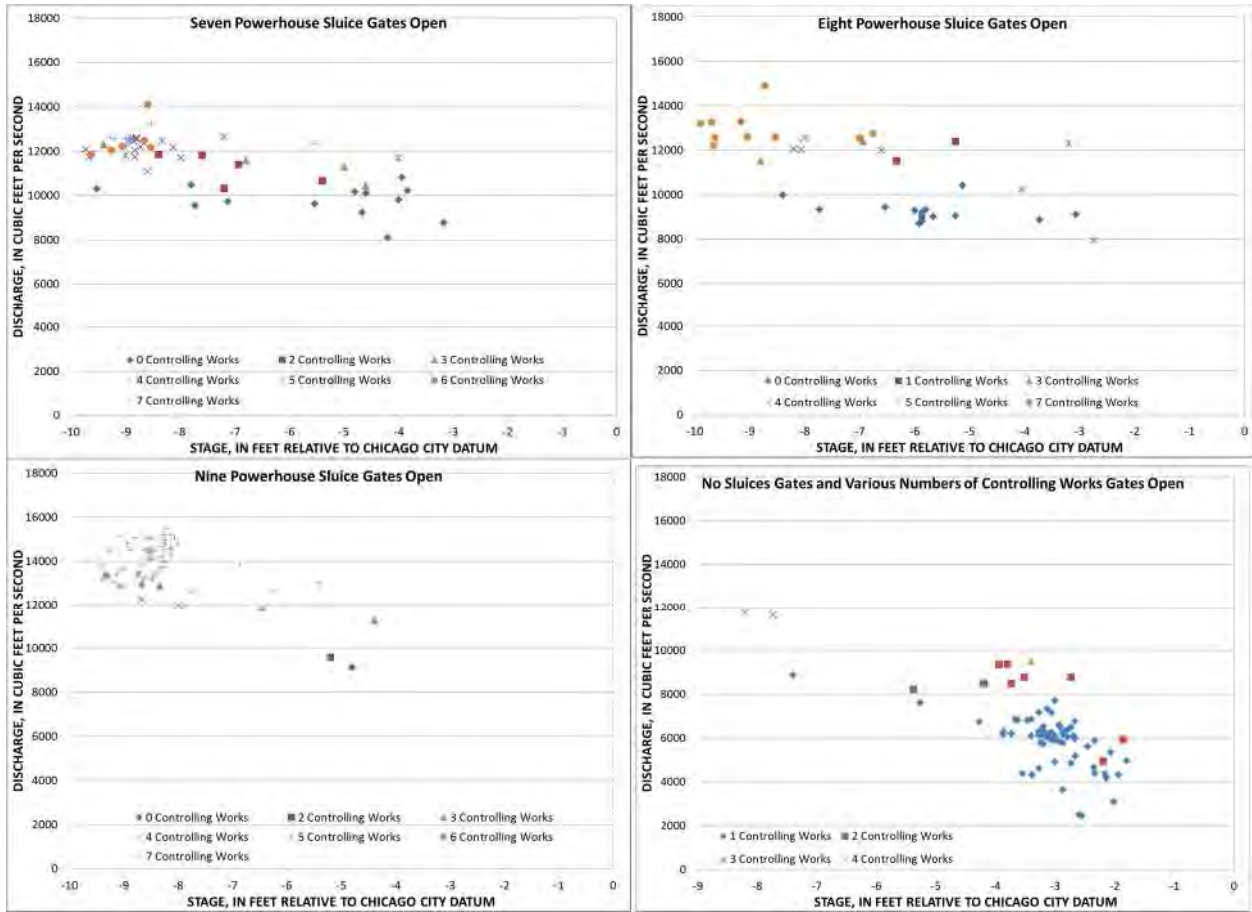 Seven Powerhouse Sluice Gates Open
DISCHARGE, IN CUBIC FEET PER SECOND
18000
16000
14000
12000
10000
8000
6000
4000
2000
0
0 Controlling Works 2 Controlling Works 3 Controlling Works
4 Controlling Works 5 Controlling Works 6 Controlling Works
7 Controlling Works
-10 -9 -8 -7 -6 -5 -4 -3 -2 -1 0
STAGE, IN FEET RELATIVE TO CHICAGO CITY DATUM
Eight Powerhouse Sluice Gates Open
DISCHARGE, IN CUBIC FEET PER SECOND
18000
16000
14000
12000
10000
8000
6000
4000
2000
0
0 Controlling Works 1 Controlling Works 3 Controlling Works
4 Controlling Works 5 Controlling Works 7 Controlling Works
-10 -9 -8 -7 -6 -5 -4 -3 -2 -1 0
STAGE, IN FEET RELATIVE TO CHICAGO CITY DATUM
Nine Powerhouse Sluice Gates Open
DISCHARGE, IN CUBIC FEET PER SECOND
18000
16000
14000
12000
10000
8000
6000
4000
2000
0
0 Controlling Works 2 Controlling Works 3 Controlling Works
4 Controlling Works 5 Controlling Works 6 Controlling Works
7 Controlling Works
-10 -9 -8 -7 -6 -5 -4 -3 -2 -1 0
STAGE, IN FEET RELATIVE TO CHICAGO CITY DATUM
No Sluices Gates and Various Numbers of Controlling Works Gates Open
DISCHARGE, IN CUBIC FEET PER SECOND
18000
16000
14000
12000
10000
8000
6000
4000
2000
0
1 Controlling Works 2 Controlling Works
3 Controlling Works 4 Controlling Works
-9 -8 -7 -6 -5 -4 -3 -2 -1 0
STAGE, IN FEET RELATIVE TO CHICAGO CITY DATUM